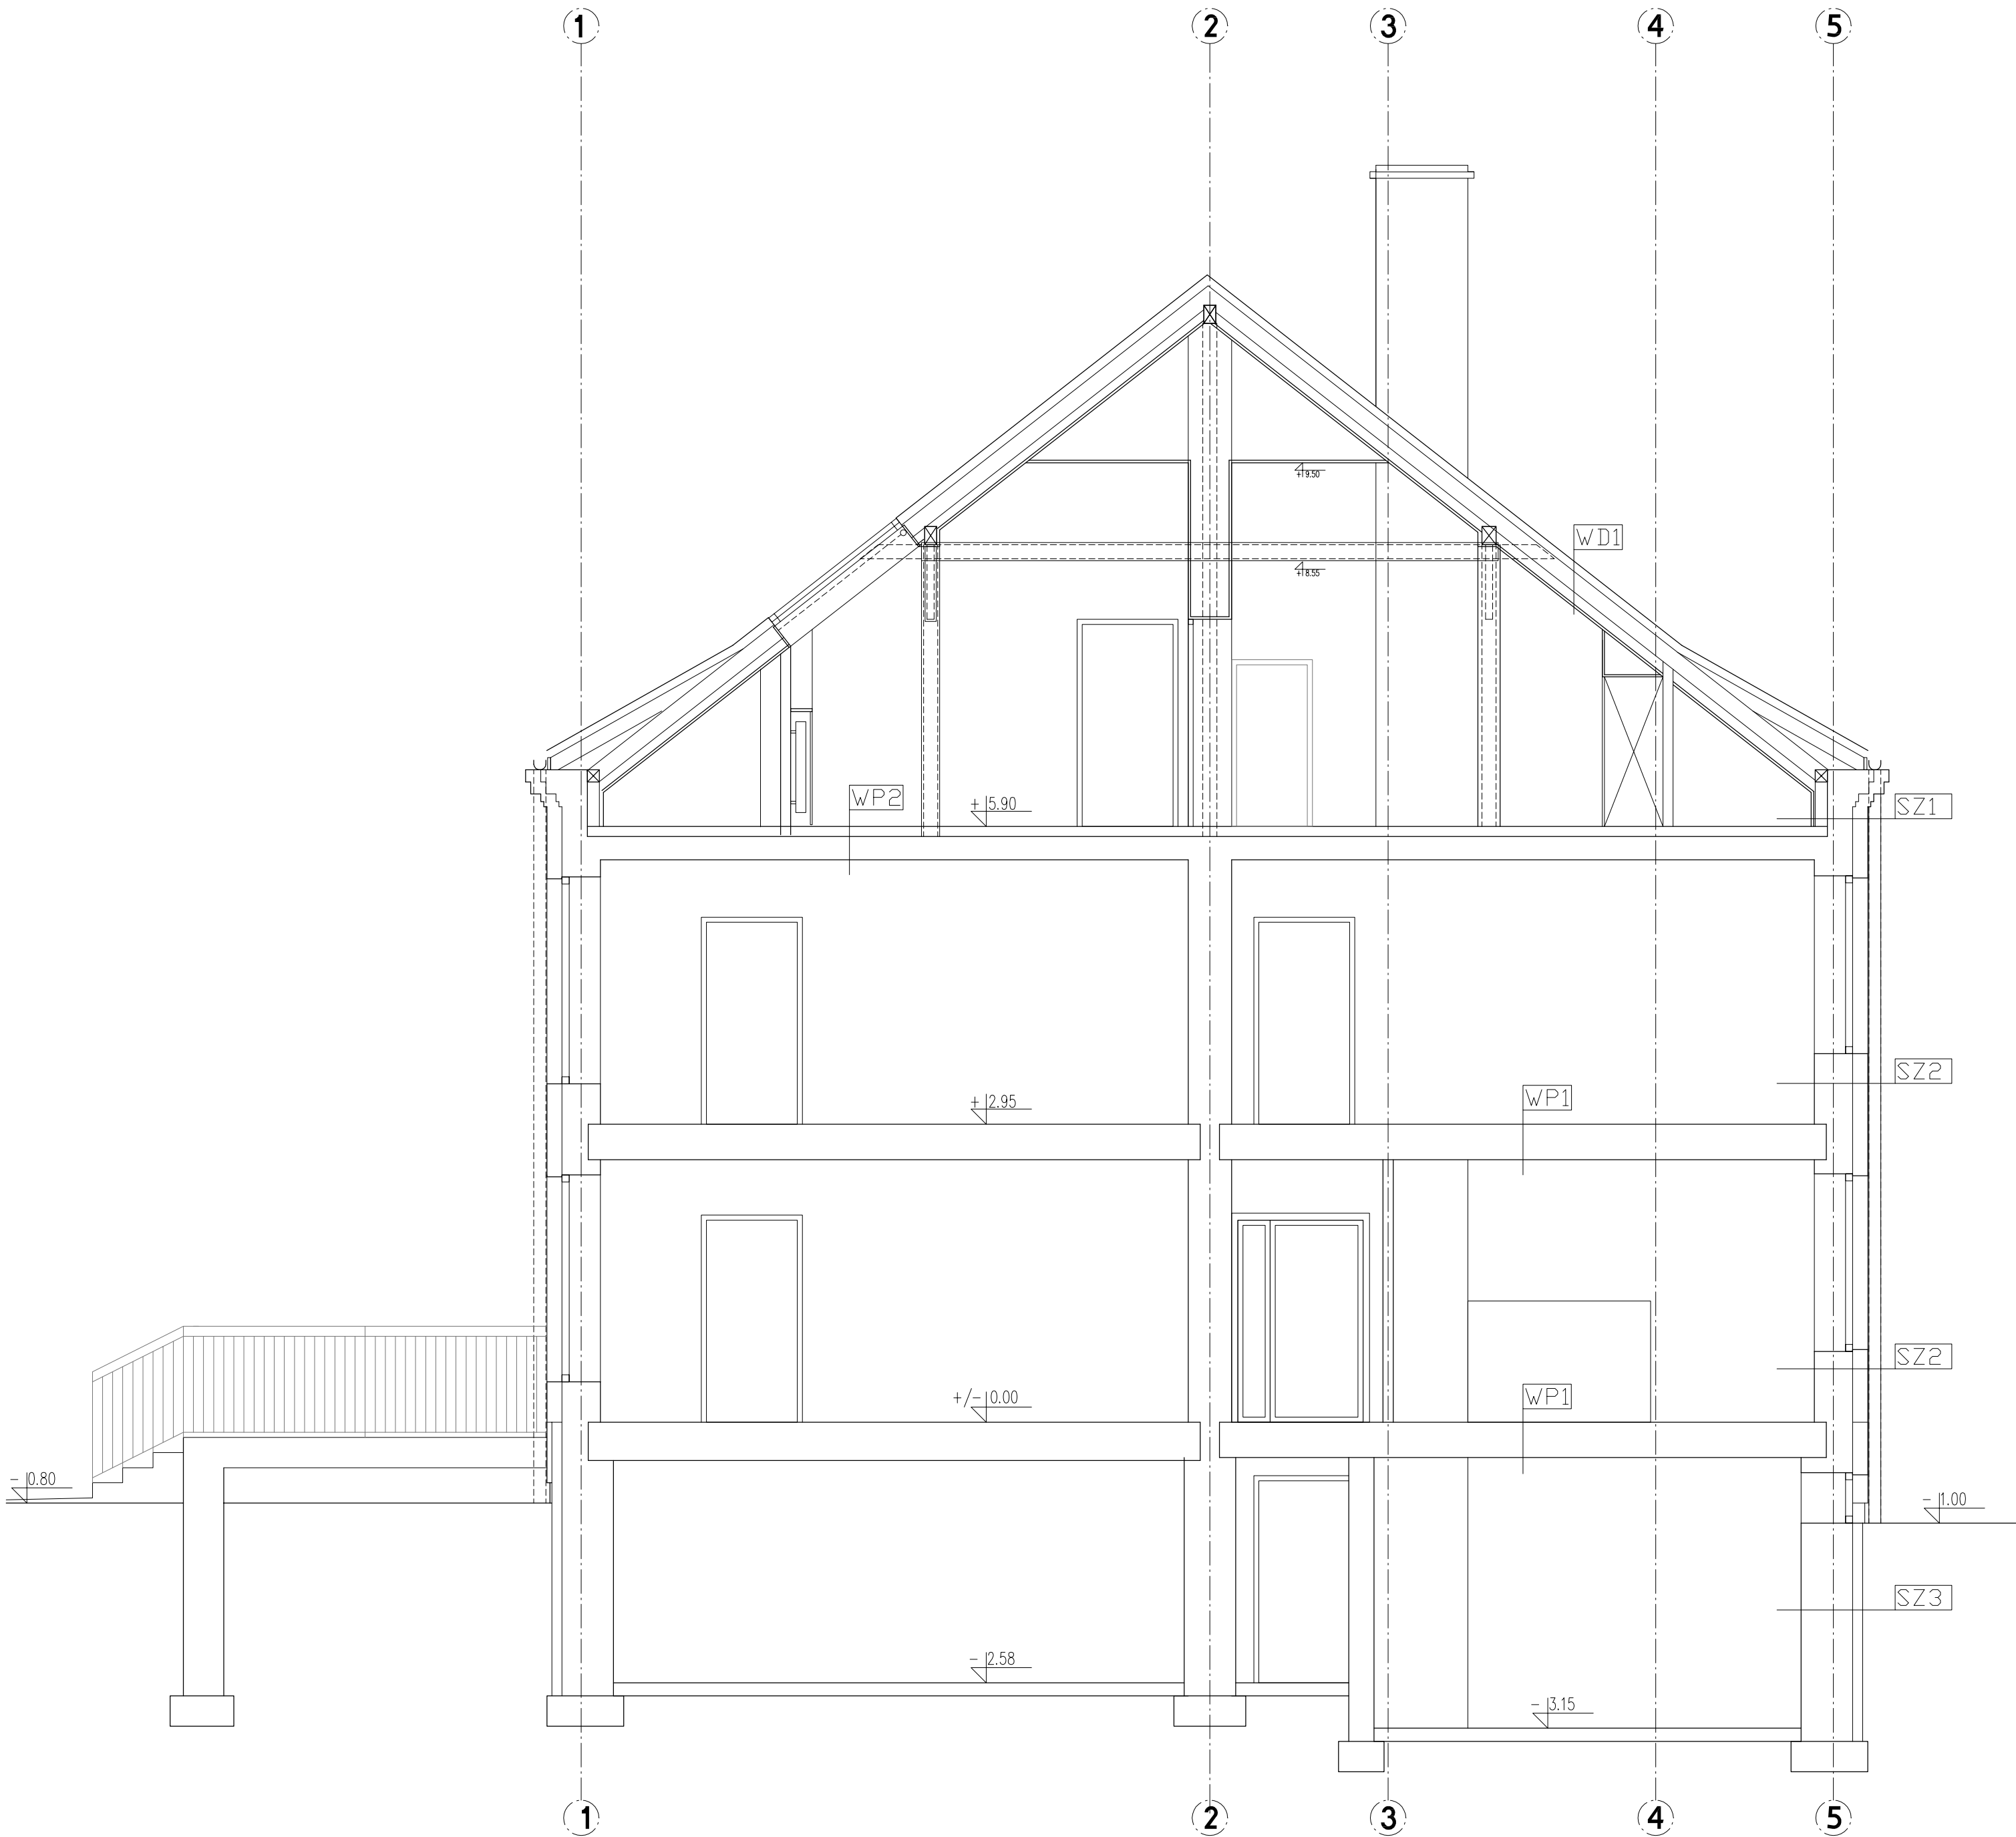 1 2 3 4 5
+9.50
WD1
+8.55
WP2
+ 5.90
SZ1
SZ2
+ 2.95
WP1
SZ2
+/- 0.00
WP1
- 0.80
- 1.00
SZ3
- 2.58
- 3.15
1 2 3 4 5